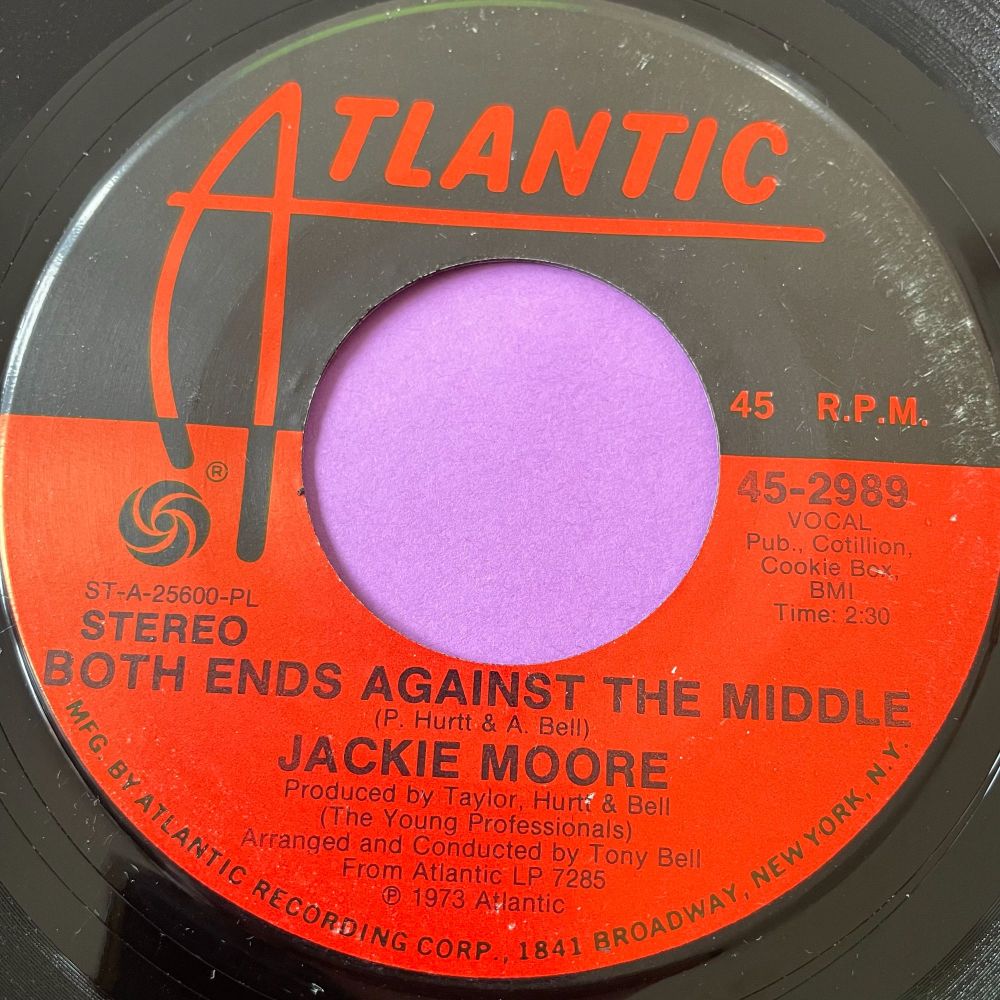 ATLANTIC
45 R.P.M.
®
45-2989
VOCAL
Pub., Cotillion,
Cookie Box,
BMI
Time: 2:30
ST-A-25600-PL
STEREO
BOTH ENDS AGAINST THE MIDDLE
(P. Hurtt & A. Bell)
JACKIE MOORE
Produced by Taylor, Hurtt & Bell
(The Young Professionals)
Arranged and Conducted by Tony Bell
From Atlantic LP 7285
℗ 1973 Atlantic
MFG. BY ATLANTIC RECORDING CORP., 1841 BROADWAY, NEW YORK, N.Y.